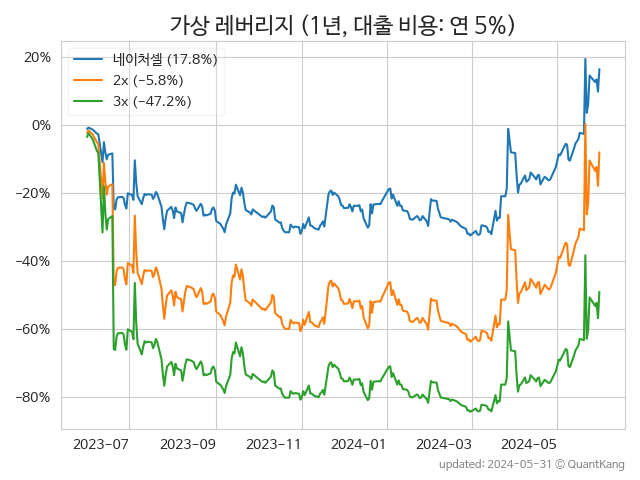 가상 레버리지 (1년, 대출 비용: 연 5%)
네이처셀 (17.8%)
2x (−5.8%)
3x (−47.2%)
20%
0%
−20%
−40%
−60%
−80%
2023-07 2023-09 2023-11 2024-01 2024-03 2024-05
updated: 2024-05-31 ⓒ QuantKang